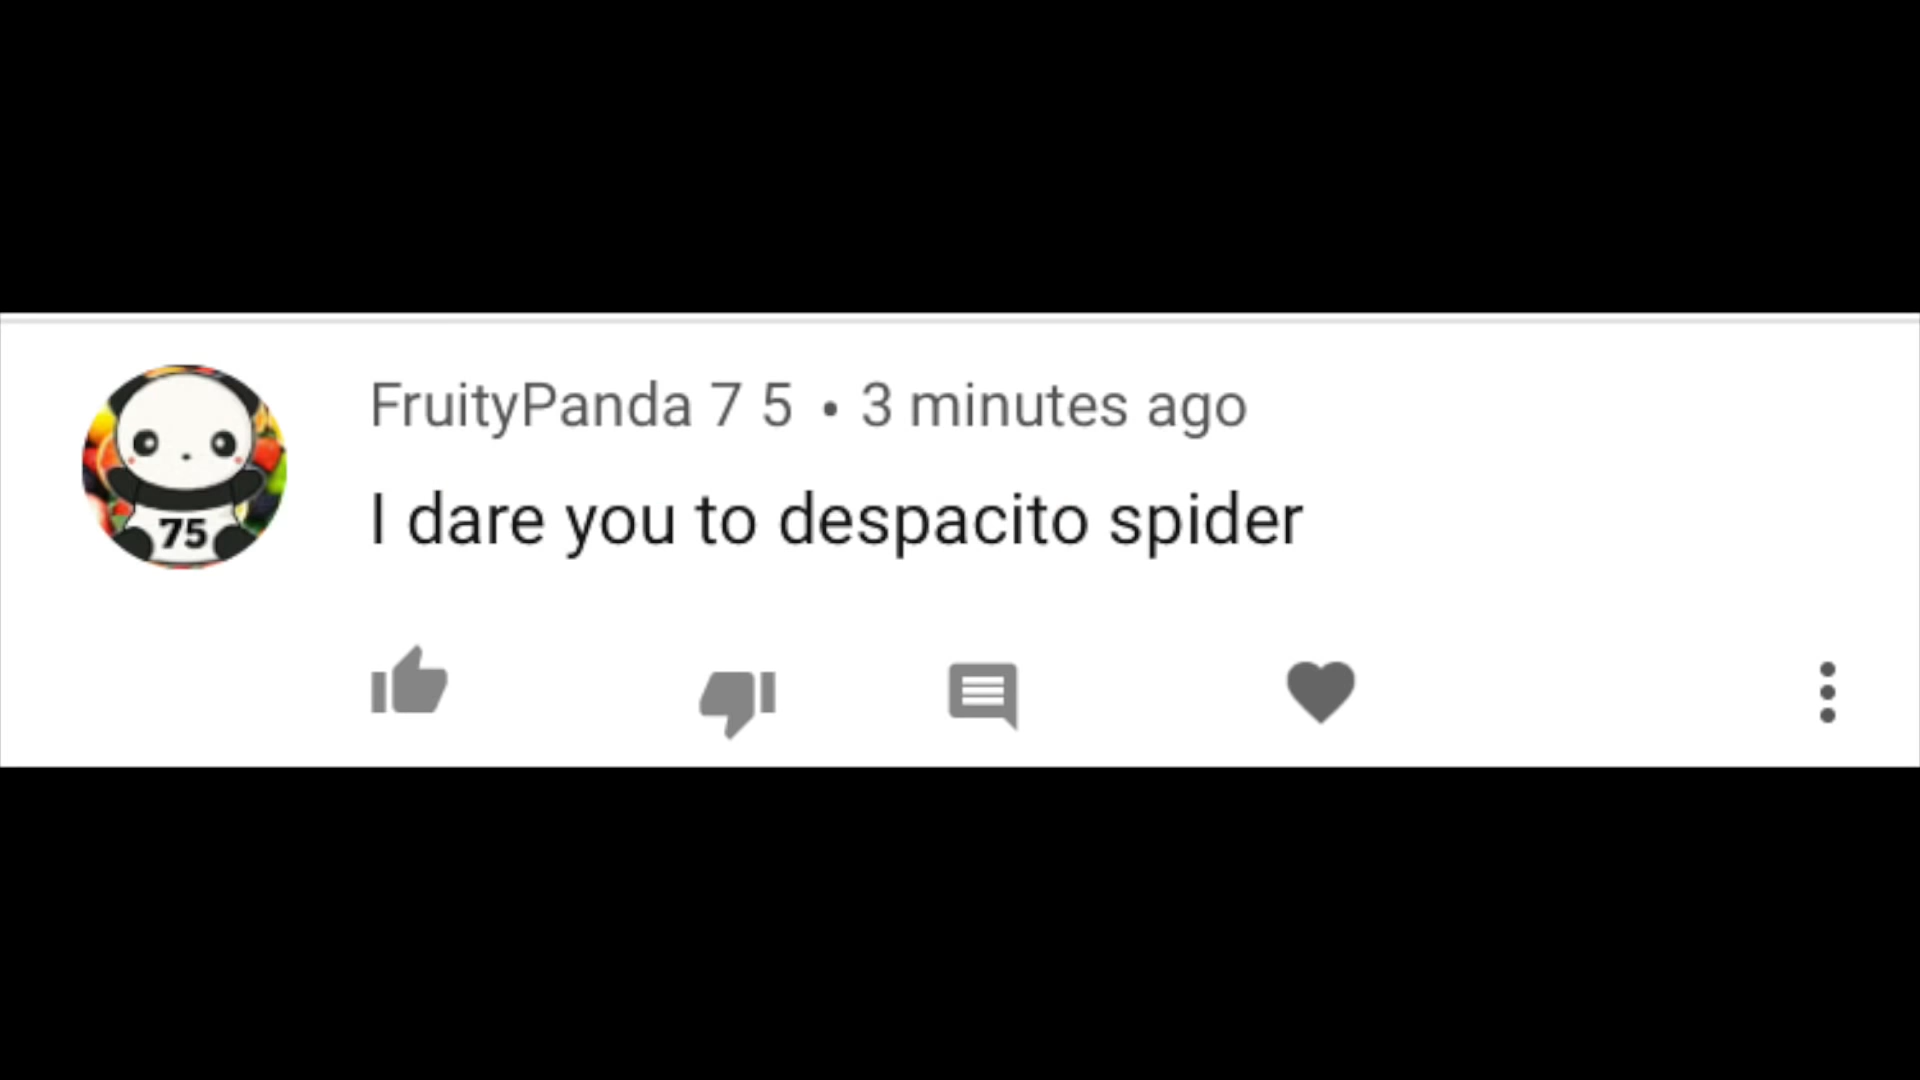 FruityPanda 7 5 • 3 minutes ago
I dare you to despacito spider
75